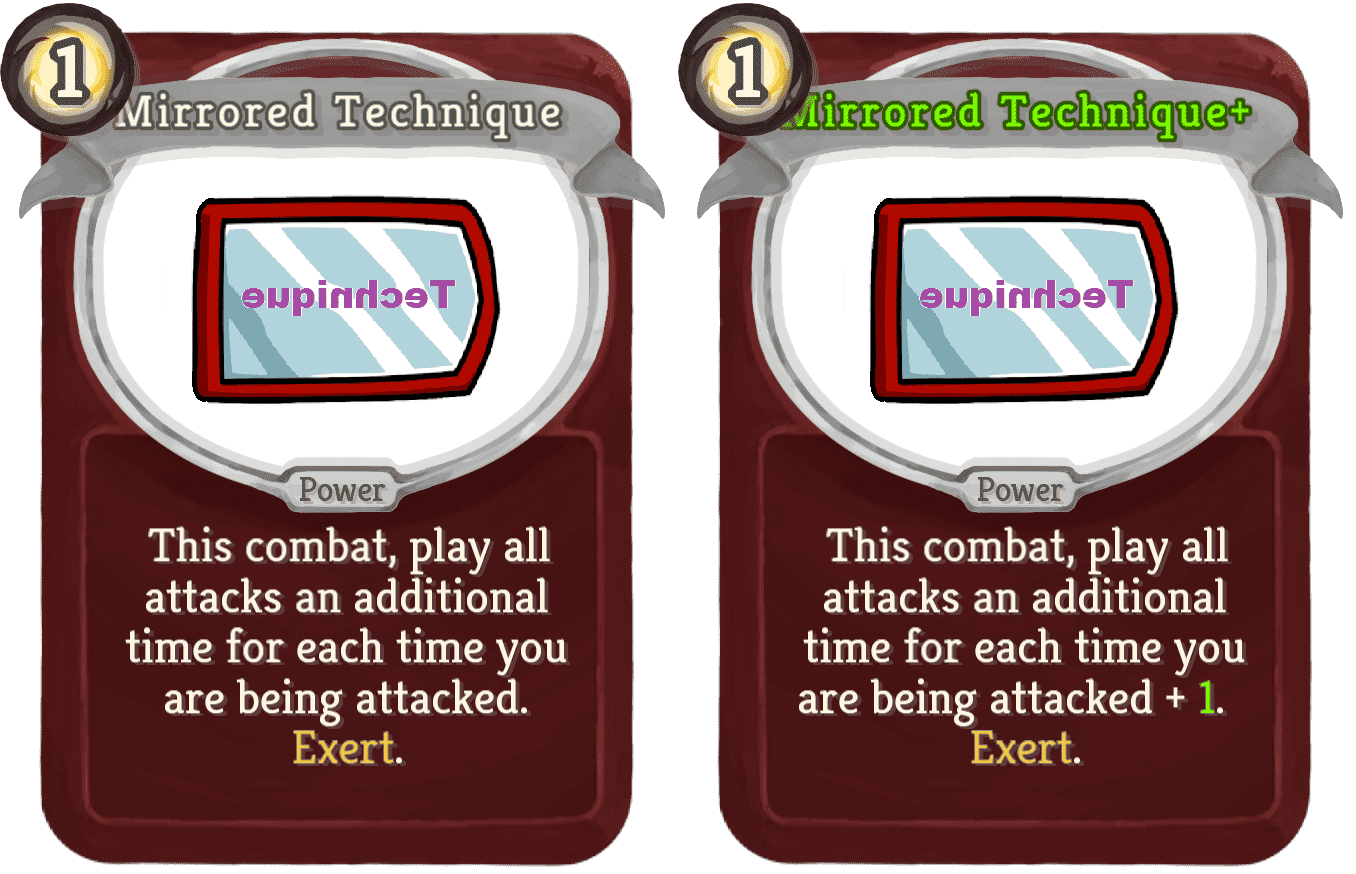 1
Mirrored Technique
Technique
Power
This combat, play all
attacks an additional
time for each time you
are being attacked.
Exert.
1
Mirrored Technique+
Technique
Power
This combat, play all
attacks an additional
time for each time you
are being attacked + 1.
Exert.